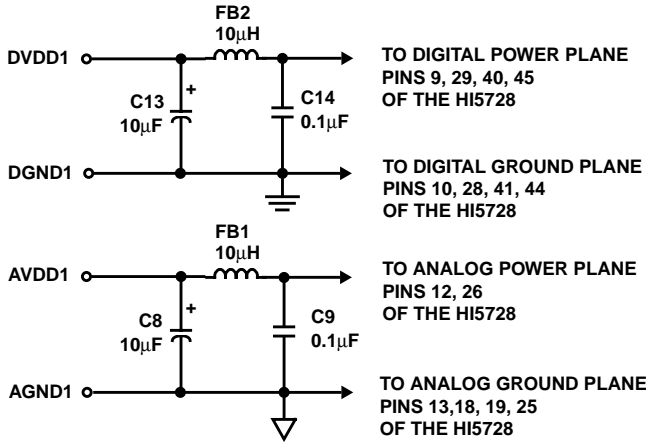 FB2
10μH
DVDD1
TO DIGITAL POWER PLANE
PINS 9, 29, 40, 45
OF THE HI5728
+
C13
10μF
C14
0.1μF
DGND1
TO DIGITAL GROUND PLANE
PINS 10, 28, 41, 44
OF THE HI5728
FB1
10μH
AVDD1
TO ANALOG POWER PLANE
PINS 12, 26
OF THE HI5728
+
C8
10μF
C9
0.1μF
AGND1
TO ANALOG GROUND PLANE
PINS 13,18, 19, 25
OF THE HI5728